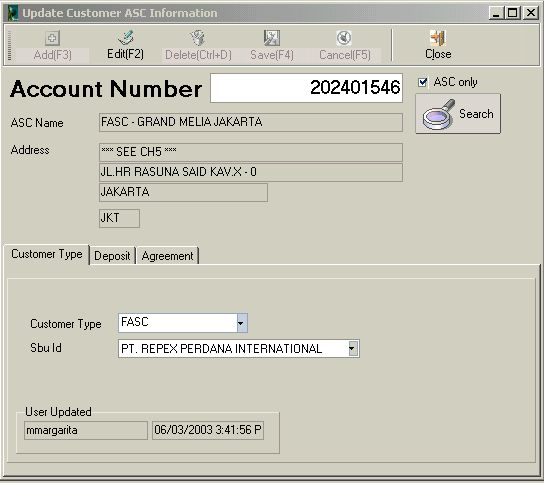 Update Customer ASC Information
Add(F3) Edit(F2) Delete(Ctrl+D) Save(F4) Cancel(F5) Close
Account Number 202401546 ASC only
Search
ASC Name FASC - GRAND MELIA JAKARTA
Address *** SEE CH5 ***
JL.HR RASUNA SAID KAV.X - 0
JAKARTA
JKT
Customer Type Deposit Agreement
Customer Type FASC
Sbu Id PT. REPEX PERDANA INTERNATIONAL
User Updated
mmargarita 06/03/2003 3:41:56 P